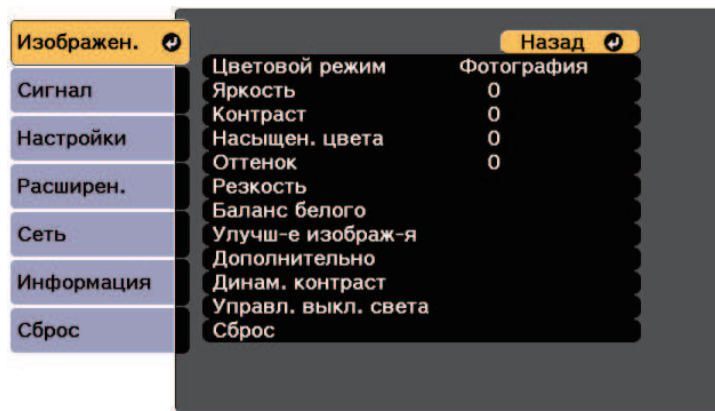 Изображен.
Сигнал
Настройки
Расширен.
Сеть
Информация
Сброс
Назад
Цветовой режим Фотография
Яркость 0
Контраст 0
Насыщен. цвета 0
Оттенок 0
Резкость
Баланс белого
Улучш-е изображ-я
Дополнительно
Динам. контраст
Управл. выкл. света
Сброс